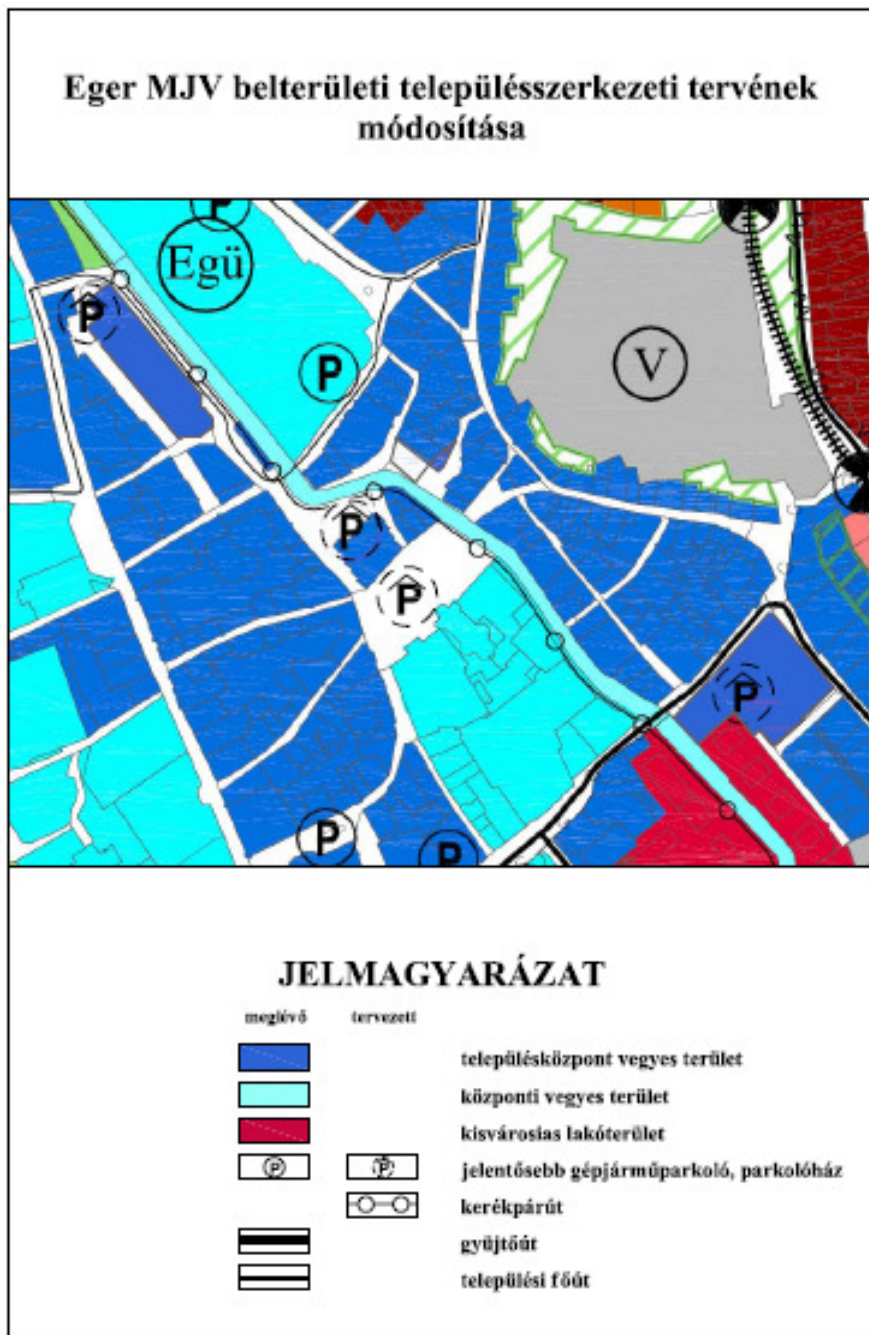 Eger MJV belterületi településszerkezeti tervének
módosítása
P
Egü
P
P
V
P
P
P
P
P
JELMAGYARÁZAT
meglévő tervezett
településközpont vegyes terület
központi vegyes terület
kisvárosias lakóterület
P P jelentősebb gépjárműparkoló, parkolóház
kerékpárút
gyüjtőút
települési főút